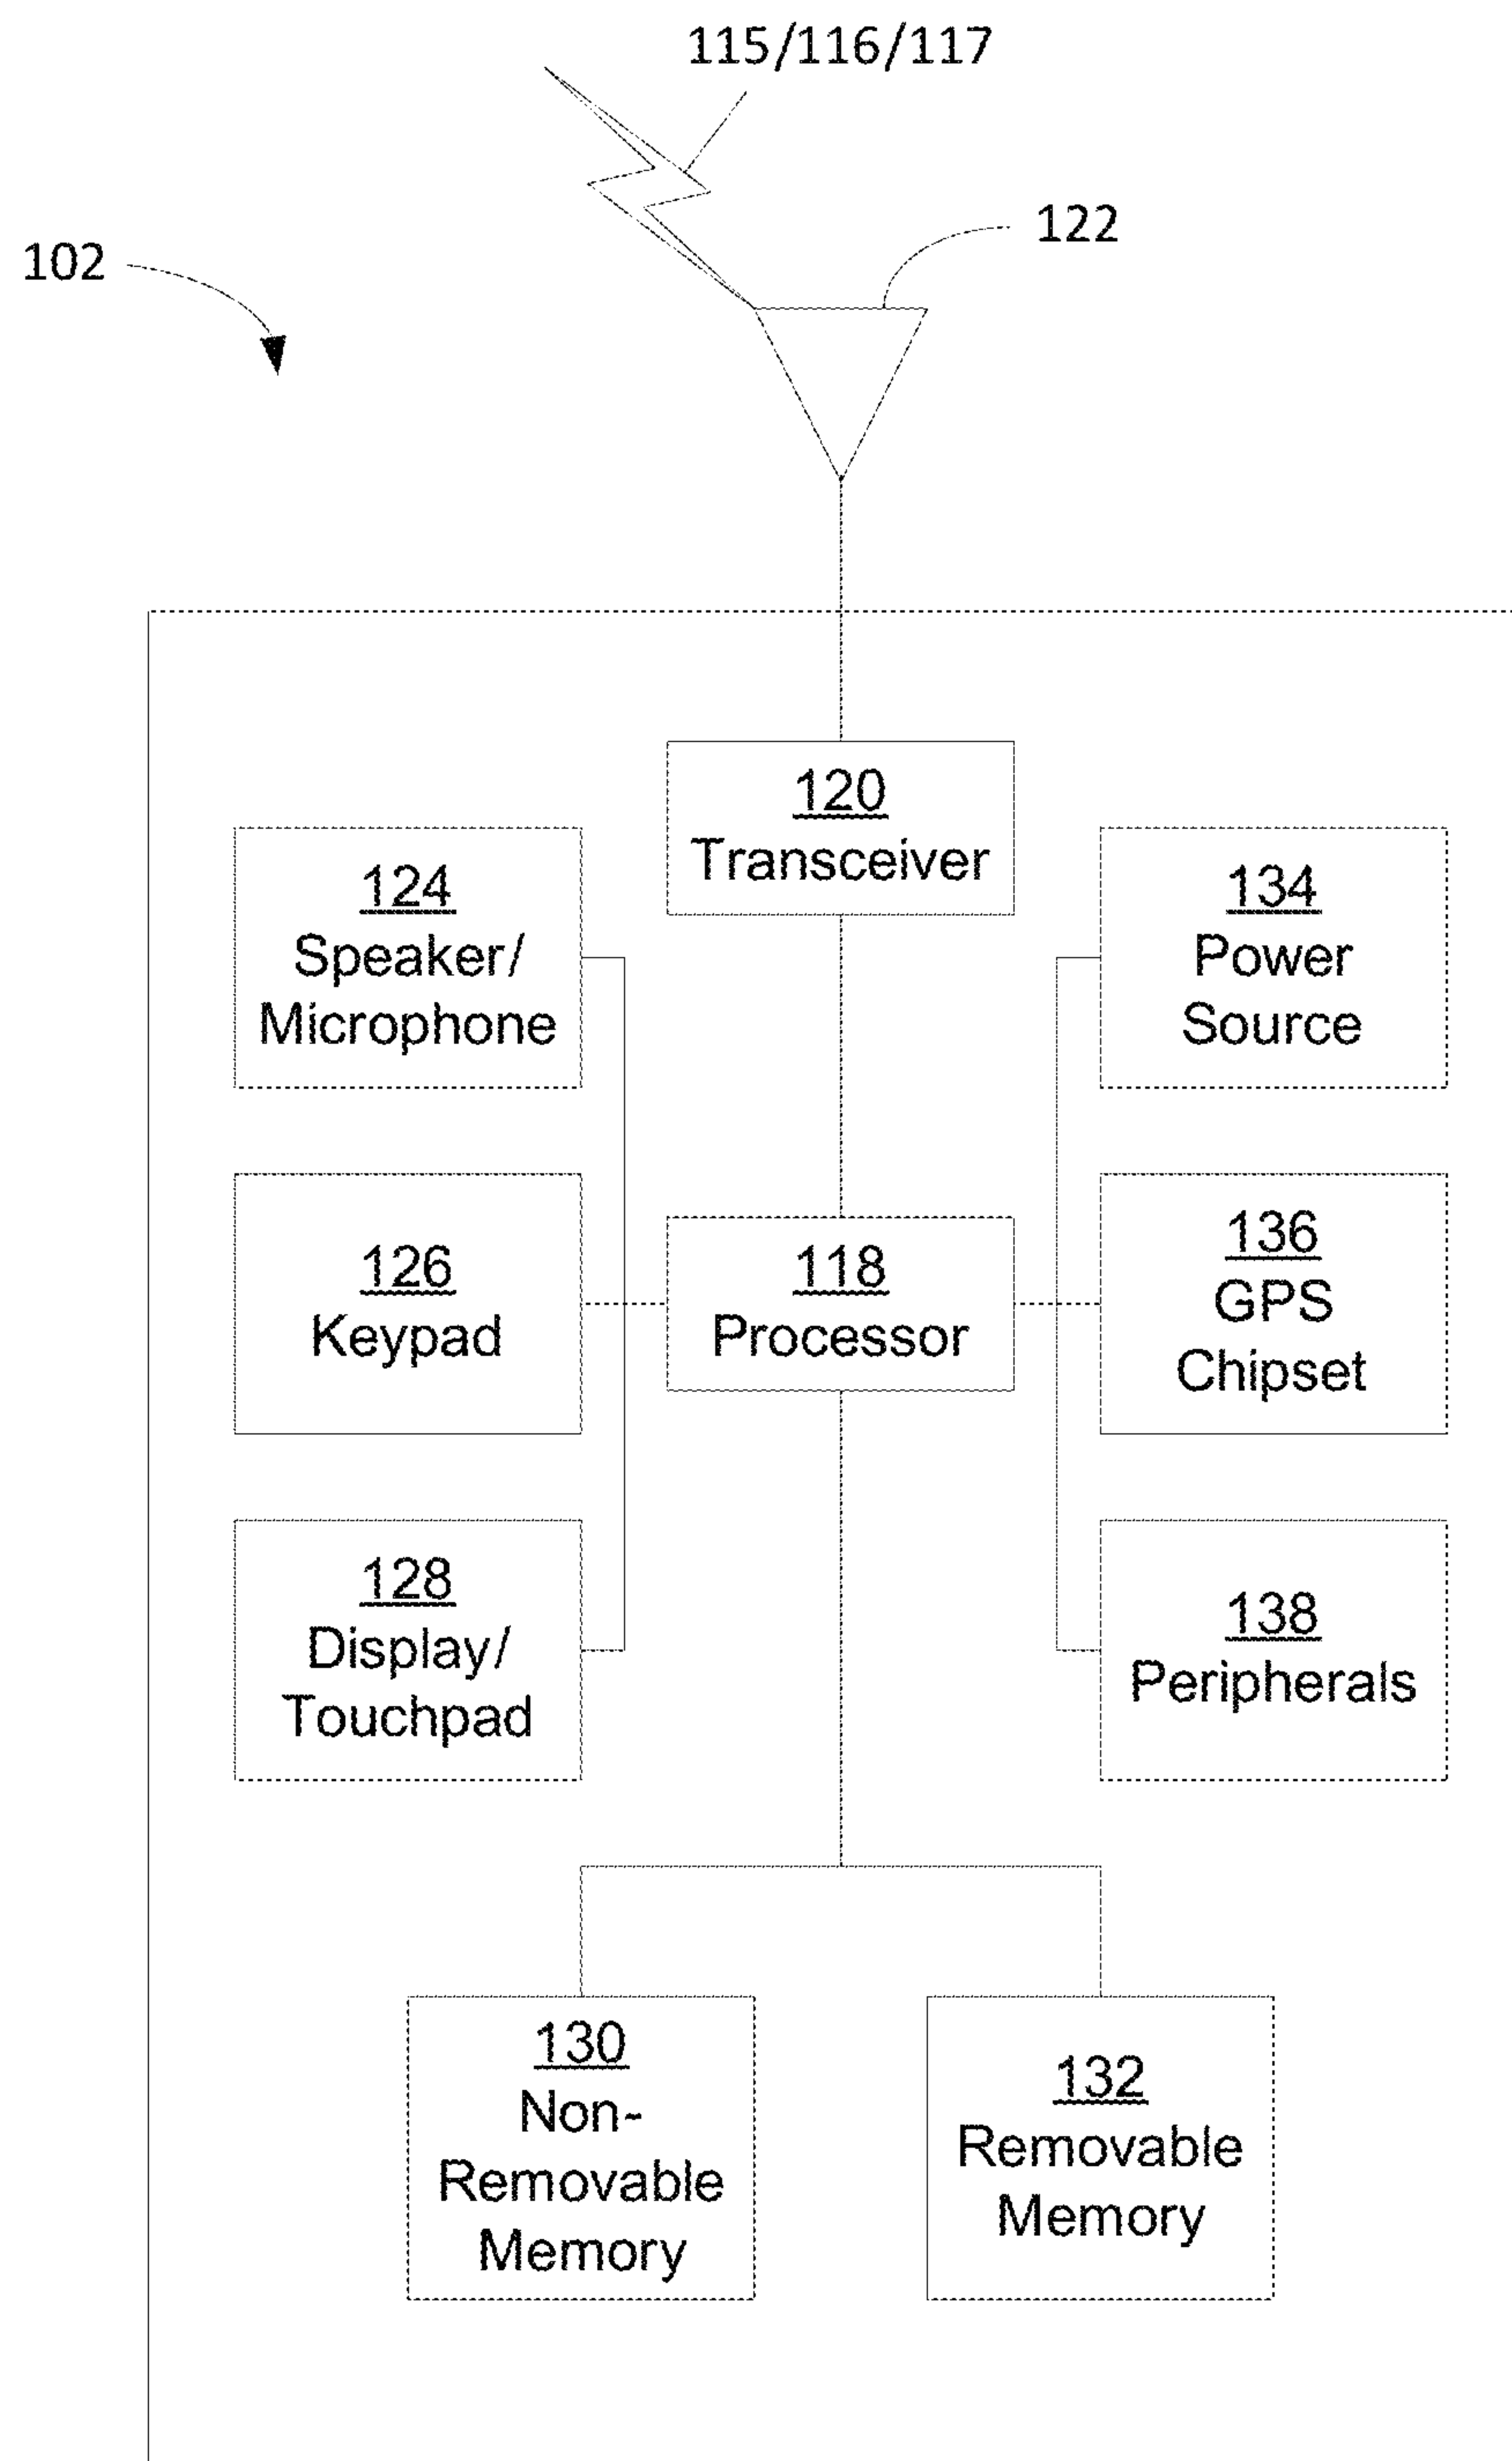 115/116/117
122
102
120
Transceiver
124
Speaker/
Microphone
134
Power
Source
126
Keypad
118
Processor
136
GPS
Chipset
128
Display/
Touchpad
138
Peripherals
130
Non-
Removable
Memory
132
Removable
Memory